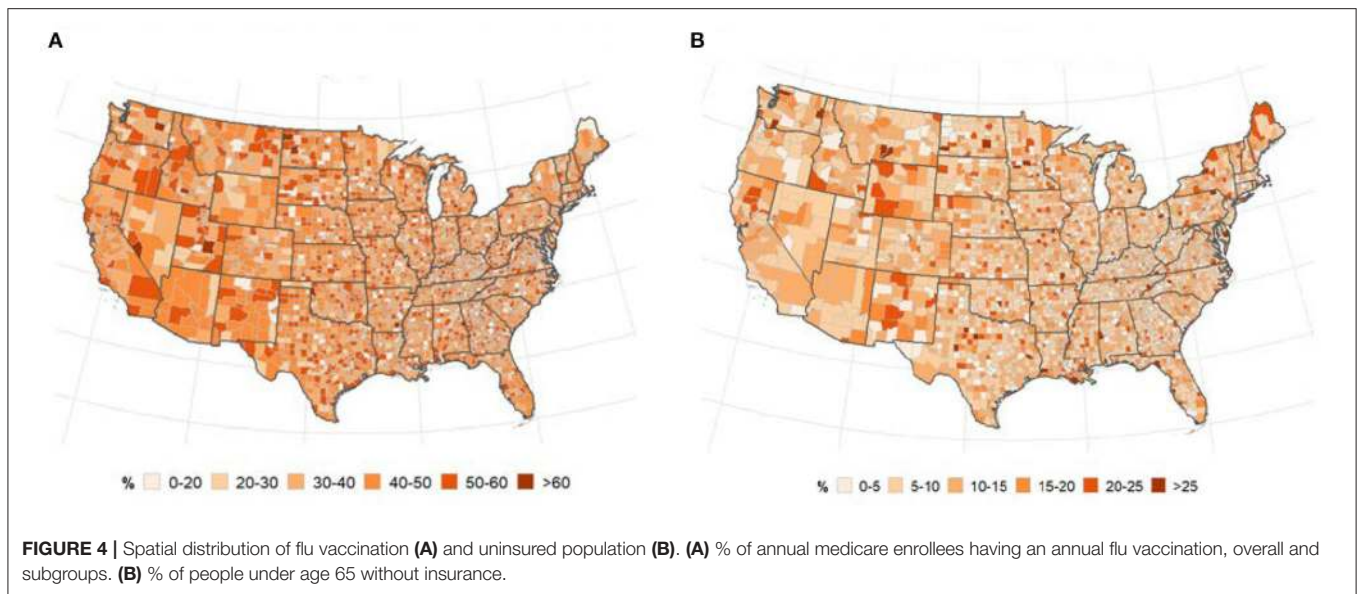 A
B
% 0-20 20-30 30-40 40-50 50-60 >60
% 0-5 5-10 10-15 15-20 20-25 >25
FIGURE 4 | Spatial distribution of flu vaccination (A) and uninsured population (B). (A) % of annual medicare enrollees having an annual flu vaccination, overall and
subgroups. (B) % of people under age 65 without insurance.